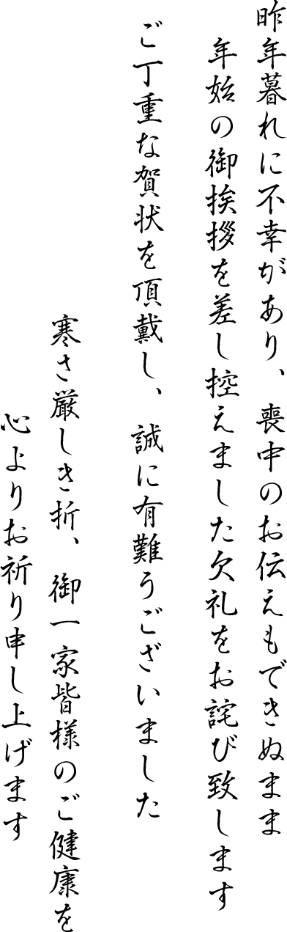 昨年暮れに不幸があり、喪中のお伝えもできぬまま
年始の御挨拶を差し控えました欠礼をお詫び致します
ご丁重な賀状を頂戴し、誠に有難うございました
寒さ厳しき折、御一家皆様のご健康を
心よりお祈り申し上げます